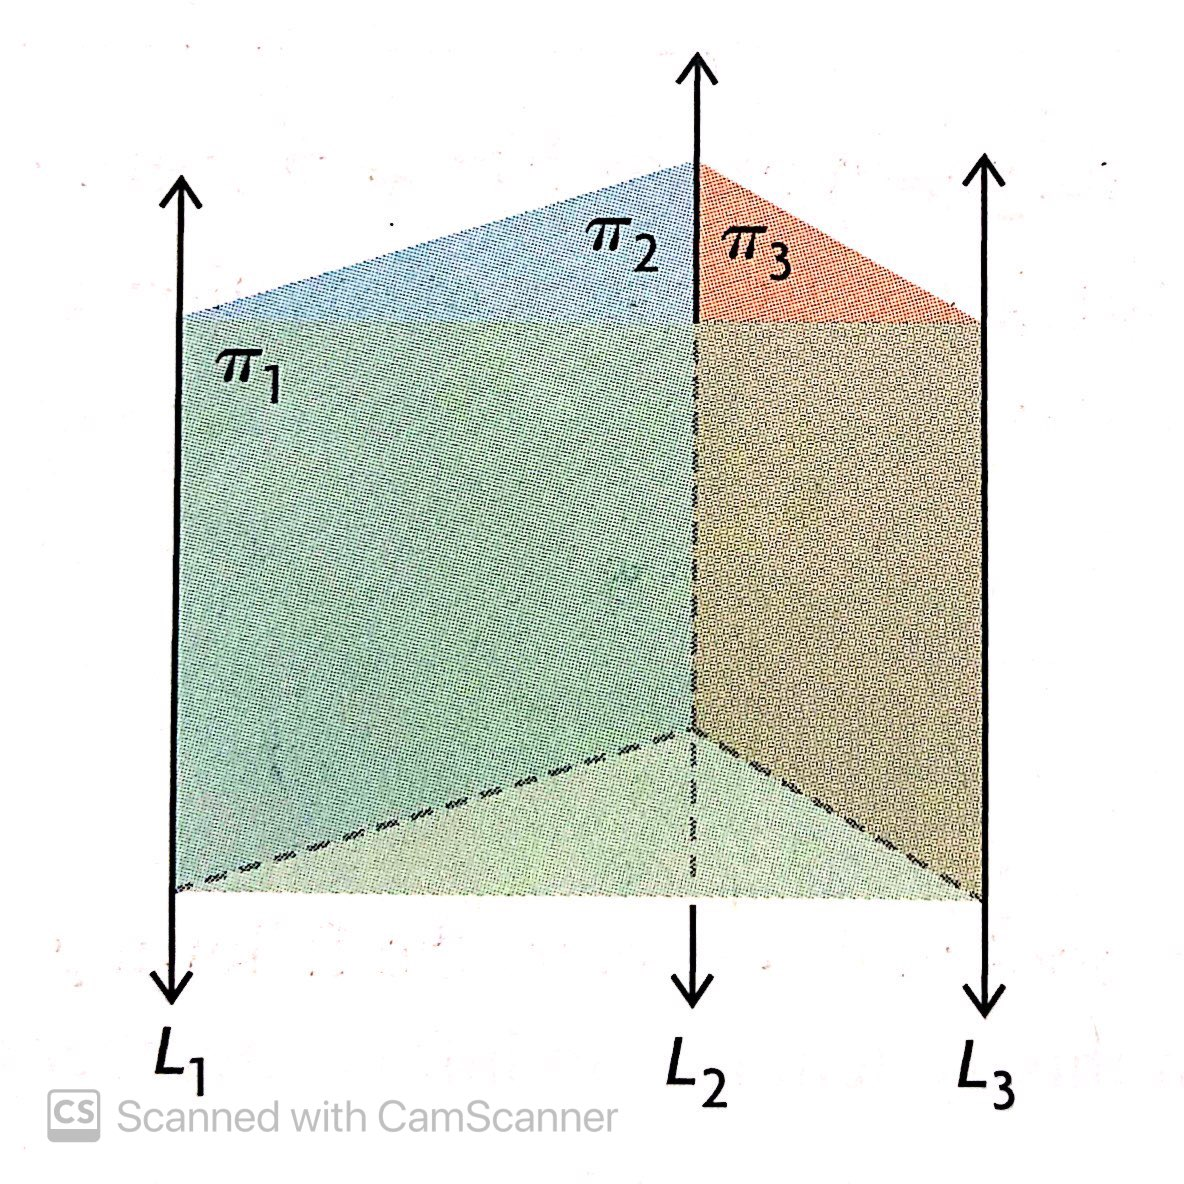 π₂ π₃
π₁
L₁ L₂ L₃
CS Scanned with CamScanner